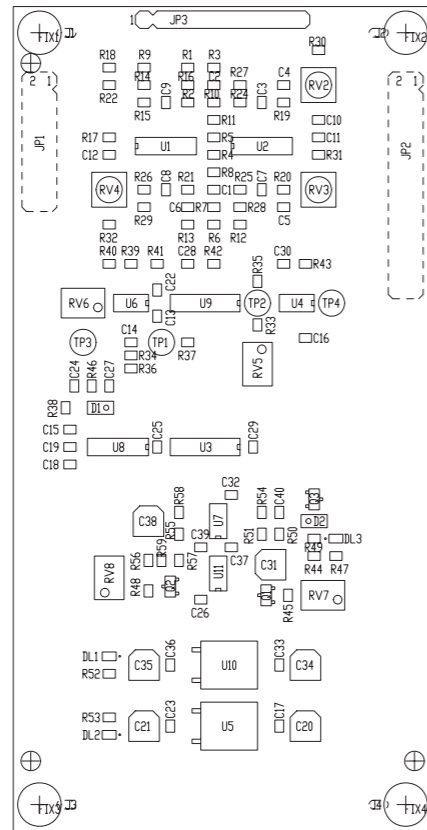 1 JP3
FIX1 J1 J2 FIX2
R30
R18 R9 R1 R3
R14 R16 C2 R27 C4 RV2
R22 C9 R2 R10 R24 C3
R15 R19
2 1 2 1
JP1 JP2
R11 C10
R17 U1 R5 U2 C11
C12 R4 R31
R8
RV4 R26 C8 R21 C1 R25 C7 R20 RV3
R29 C6 R7 R28 C5
R32 R13 R6 R12
R40 R39 R41 C28 R42 C30 R43
R35
C22
RV6 U6 U9 TP2 U4 TP4
C13 R33
TP3 C14 TP1 R37 C16
R34
R36 RV5
C24 R46 C27
R38 D1
C15
C19 U8 C25 U3 C29
C18
C32
R58 R54 C40 Q3
C38 U7 D2
R55 R51 R50
R59 C39 C37 R49 DL3
RV8 R56 R57 U11 C31 R44 R47
R48 Q2 Q1 R45 RV7
C26
DL1 C35 C36 U10 C33 C34
R52
R53 C21 C23 U5 C17 C20
DL2
FIX3 J3 J4 FIX4